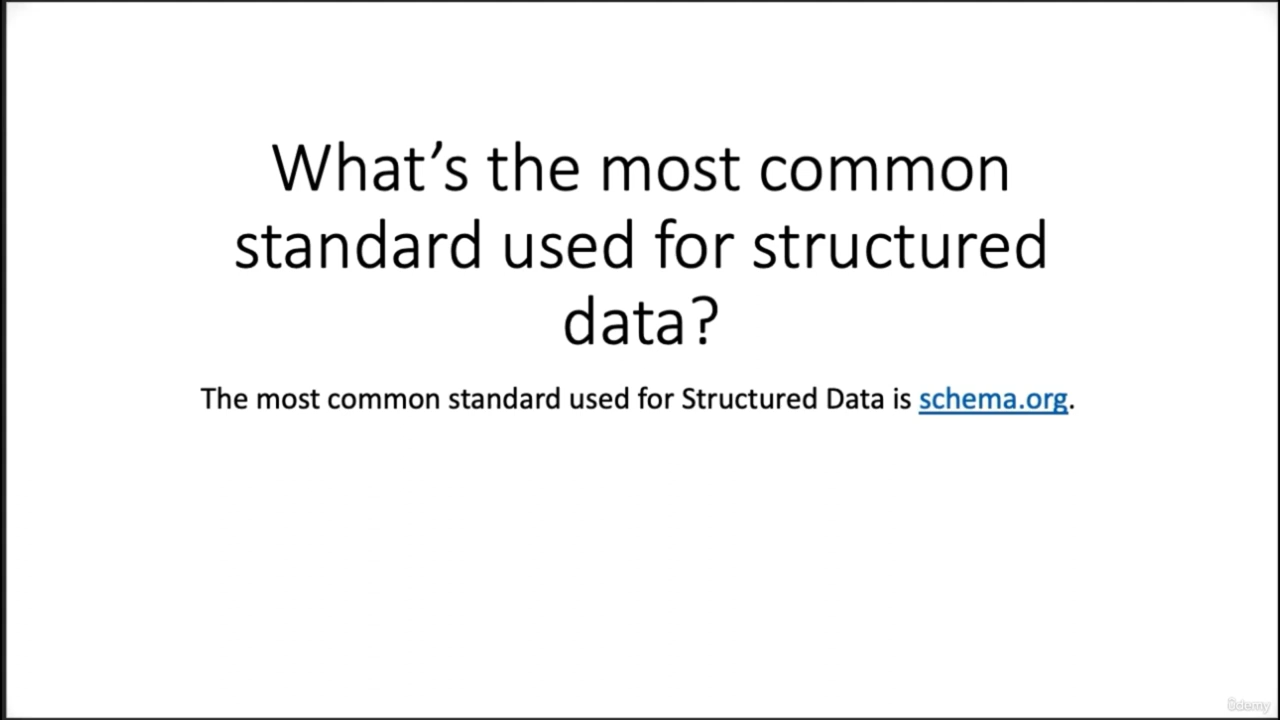 What’s the most common
standard used for structured
data?
The most common standard used for Structured Data is schema.org.
ûdemy